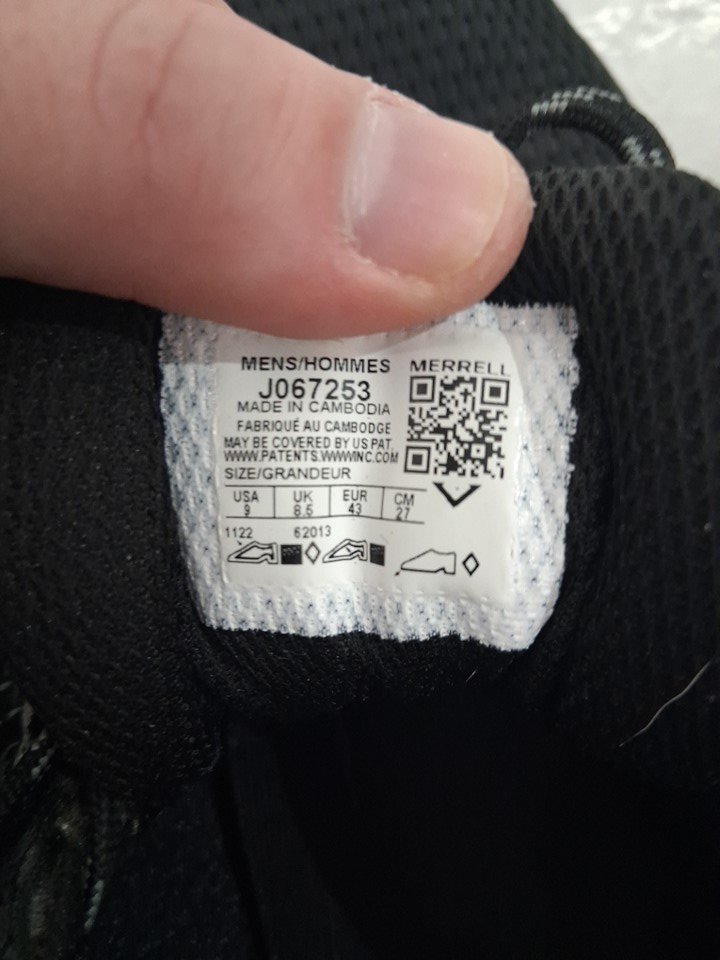 MENS/HOMMES MERRELL
J067253
MADE IN CAMBODIA
FABRIQUÉ AU CAMBODGE
MAY BE COVERED BY US PAT.
WWW.PATENTS.WWWINC.COM
SIZE/GRANDEUR
USA UK EUR CM
9 8.5 43 27
1122 62013